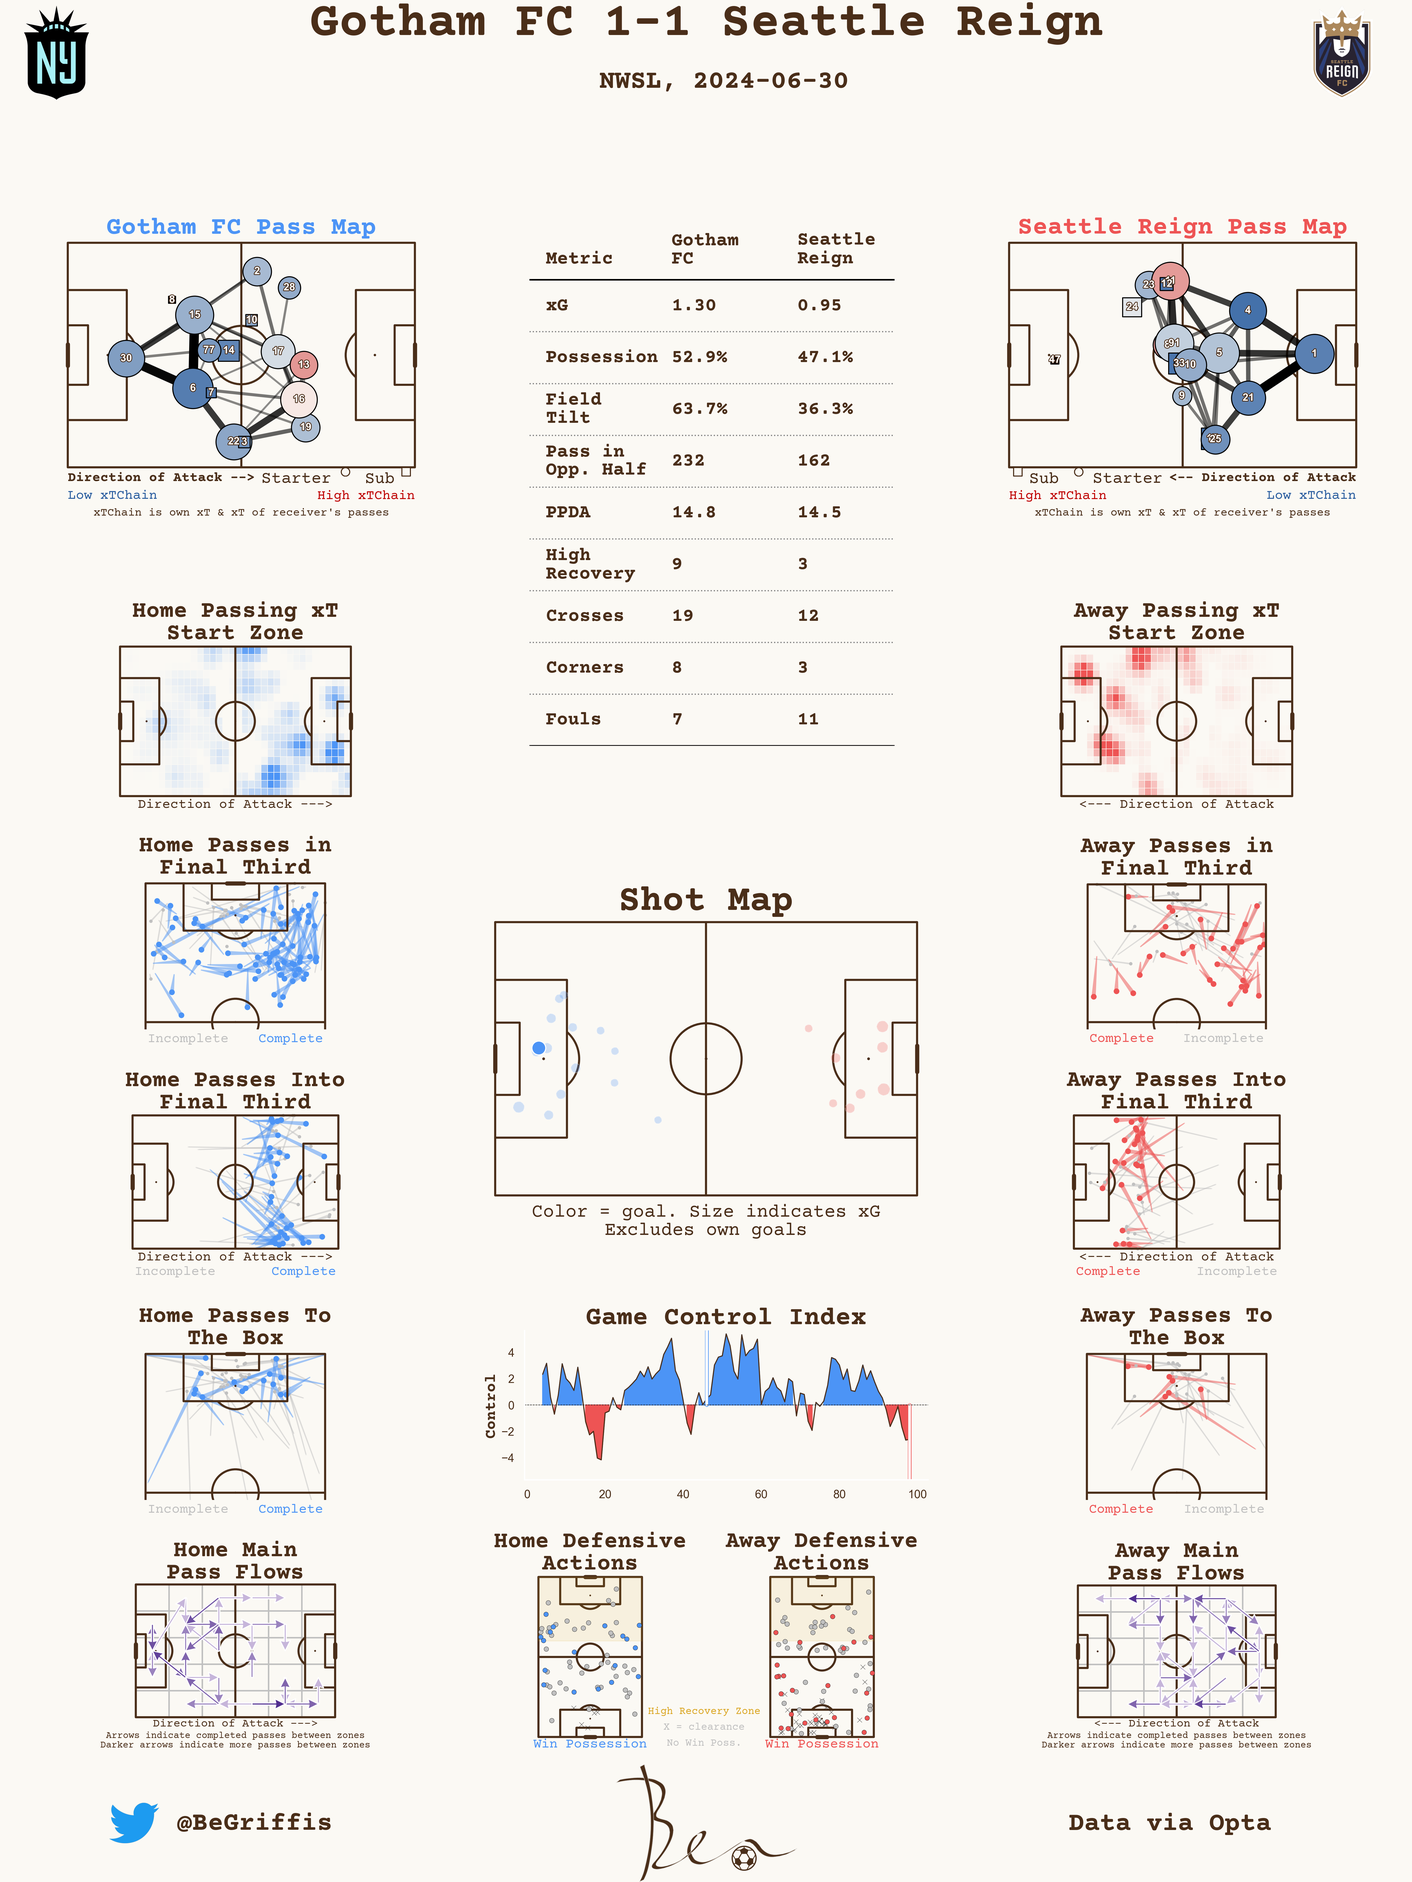 Gotham FC 1-1 Seattle Reign
NWSL, 2024-06-30
NY
SEATTLE
REIGN
FC
Gotham FC Pass Map
2
28
8
10
15
30
77
14
17
13
6
7
16
19
22
3
Direction of Attack --> Starter Sub
Low xTChain High xTChain
xTChain is own xT & xT of receiver's passes
Metric Gotham FC Seattle Reign
xG 1.30 0.95
Possession 52.9% 47.1%
Field Tilt 63.7% 36.3%
Pass in Opp. Half 232 162
PPDA 14.8 14.5
High Recovery 9 3
Crosses 19 12
Corners 8 3
Fouls 7 11
Seattle Reign Pass Map
23
12
24
4
91
5
1
47
33
10
9
21
25
Sub Starter <-- Direction of Attack
High xTChain Low xTChain
xTChain is own xT & xT of receiver's passes
Home Passing xT
Start Zone
Direction of Attack --->
Away Passing xT
Start Zone
<--- Direction of Attack
Home Passes in
Final Third
Incomplete Complete
Away Passes in
Final Third
Complete Incomplete
Shot Map
Color = goal. Size indicates xG
Excludes own goals
Home Passes Into
Final Third
Direction of Attack --->
Incomplete Complete
Away Passes Into
Final Third
<--- Direction of Attack
Complete Incomplete
Home Passes To
The Box
Incomplete Complete
Game Control Index
Control
4
2
0
−2
−4
0 20 40 60 80 100
Away Passes To
The Box
Complete Incomplete
Home Main
Pass Flows
Direction of Attack --->
Arrows indicate completed passes between zones
Darker arrows indicate more passes between zones
Home Defensive
Actions
Win Possession
Away Defensive
Actions
Win Possession
High Recovery Zone
X = clearance
No Win Poss.
Away Main
Pass Flows
<--- Direction of Attack
Arrows indicate completed passes between zones
Darker arrows indicate more passes between zones
@BeGriffis
Ben
Data via Opta